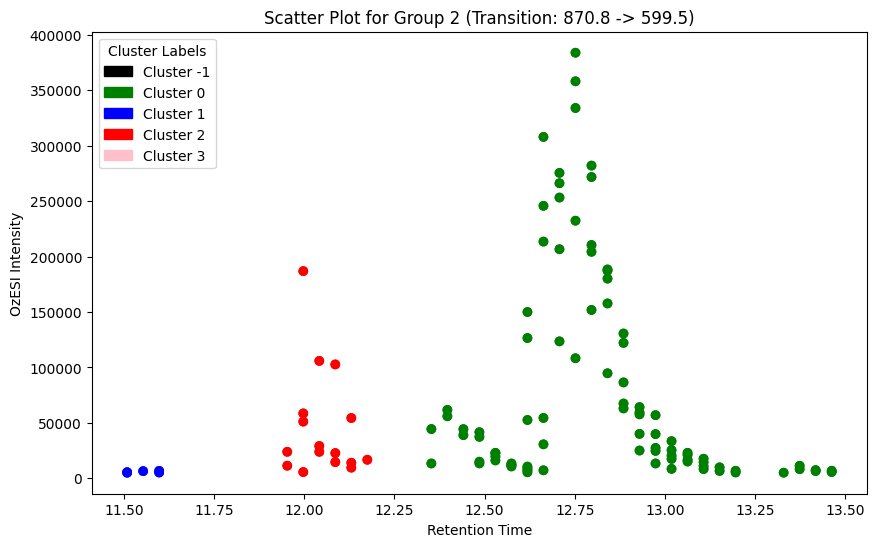 Scatter Plot for Group 2 (Transition: 870.8 -> 599.5)
OzESI Intensity
400000
350000
300000
250000
200000
150000
100000
50000
0
Cluster Labels
Cluster -1
Cluster 0
Cluster 1
Cluster 2
Cluster 3
11.50
11.75
12.00
12.25
12.50
12.75
13.00
13.25
13.50
Retention Time